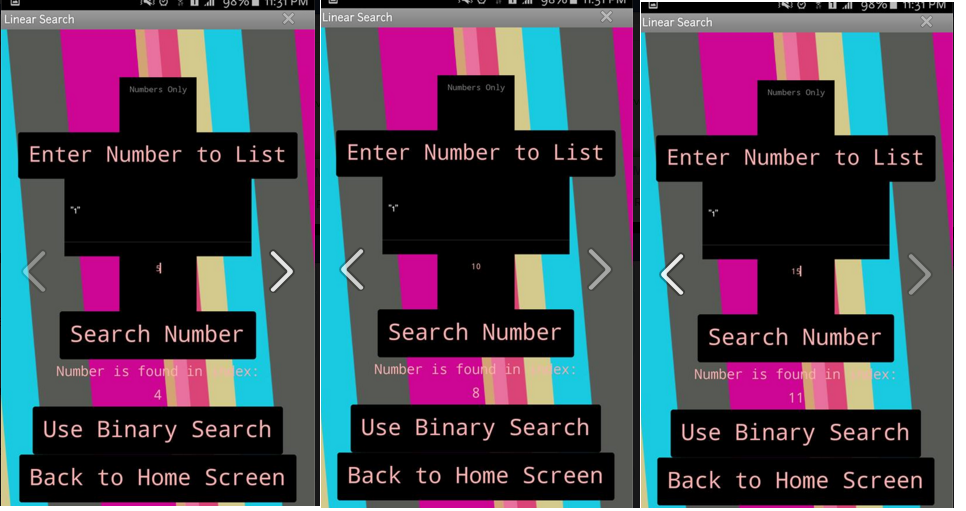 98% 11:31 PM
Linear Search
Numbers Only
Enter Number to List
"1"
5
Search Number
Number is found in index:
4
Use Binary Search
Back to Home Screen
98% 11:31 PM
Linear Search
Numbers Only
Enter Number to List
"1"
10
Search Number
Number is found in index:
8
Use Binary Search
Back to Home Screen
98% 11:31 PM
Linear Search
Numbers Only
Enter Number to List
"1"
15
Search Number
Number is found in index:
11
Use Binary Search
Back to Home Screen